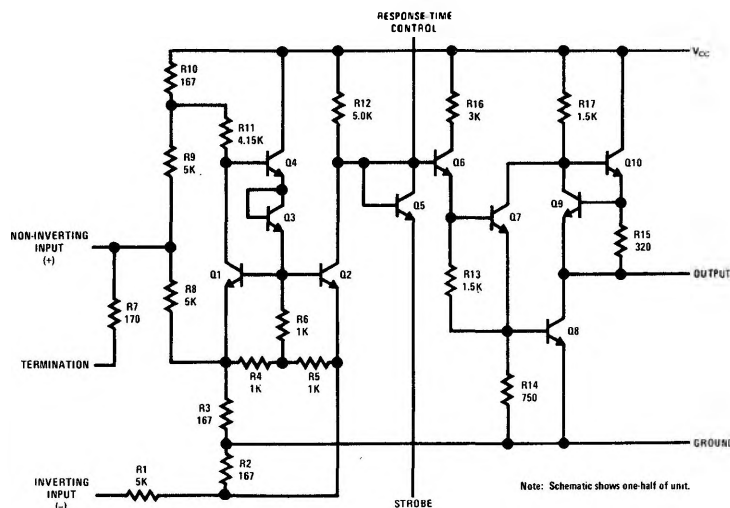 RESPONSE-TIME
CONTROL
VCC
R10
167
R12
5.0K
R16
3K
R17
1.5K
R11
4.15K
R9
5K
Q4
Q6
Q10
Q3
Q5
Q7
Q9
NON-INVERTING
INPUT
(+)
R15
320
Q1
Q2
R8
5K
R13
1.5K
OUTPUT
R7
170
R6
1K
Q8
TERMINATION
R4
1K
R5
1K
R14
750
R3
167
GROUND
R2
167
INVERTING
INPUT
(–)
R1
5K
STROBE
Note: Schematic shows one-half of unit.